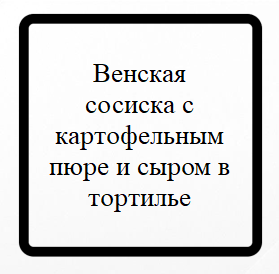 Венская
сосиска с
картофельным
пюре и сыром в
тортилье